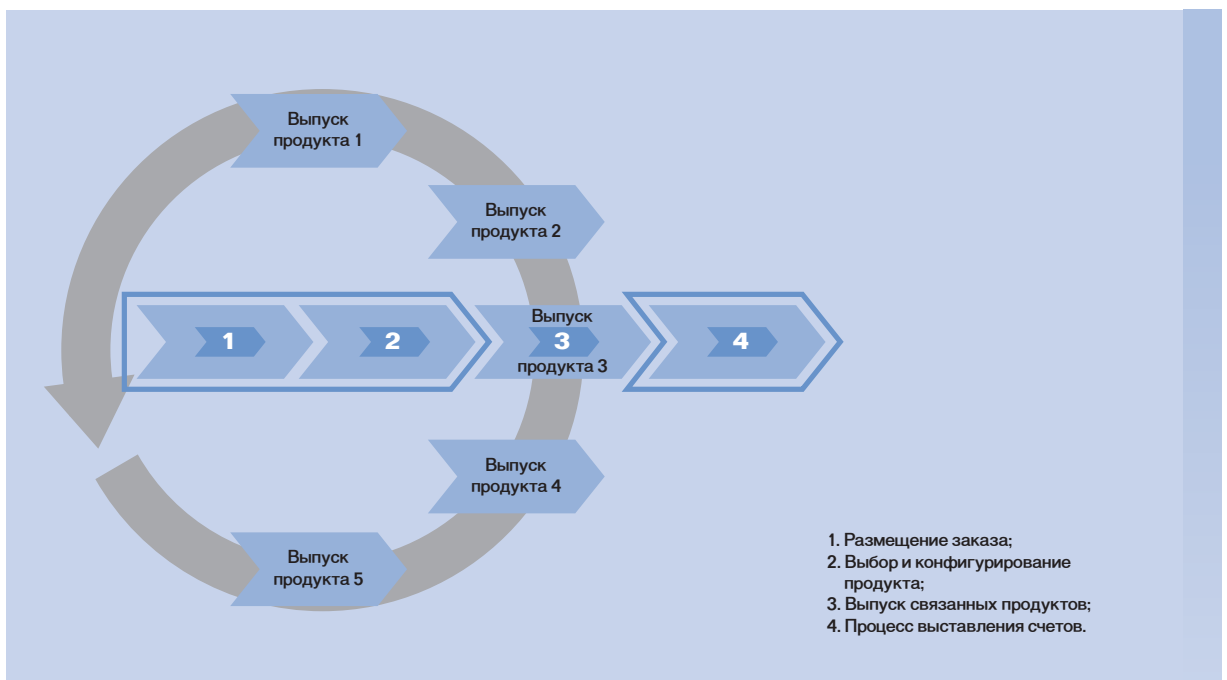 Выпуск
продукта 1
Выпуск
продукта 2
1
2
Выпуск
3
продукта 3
4
Выпуск
продукта 4
Выпуск
продукта 5
1. Размещение заказа;
2. Выбор и конфигурирование
продукта;
3. Выпуск связанных продуктов;
4. Процесс выставления счетов.